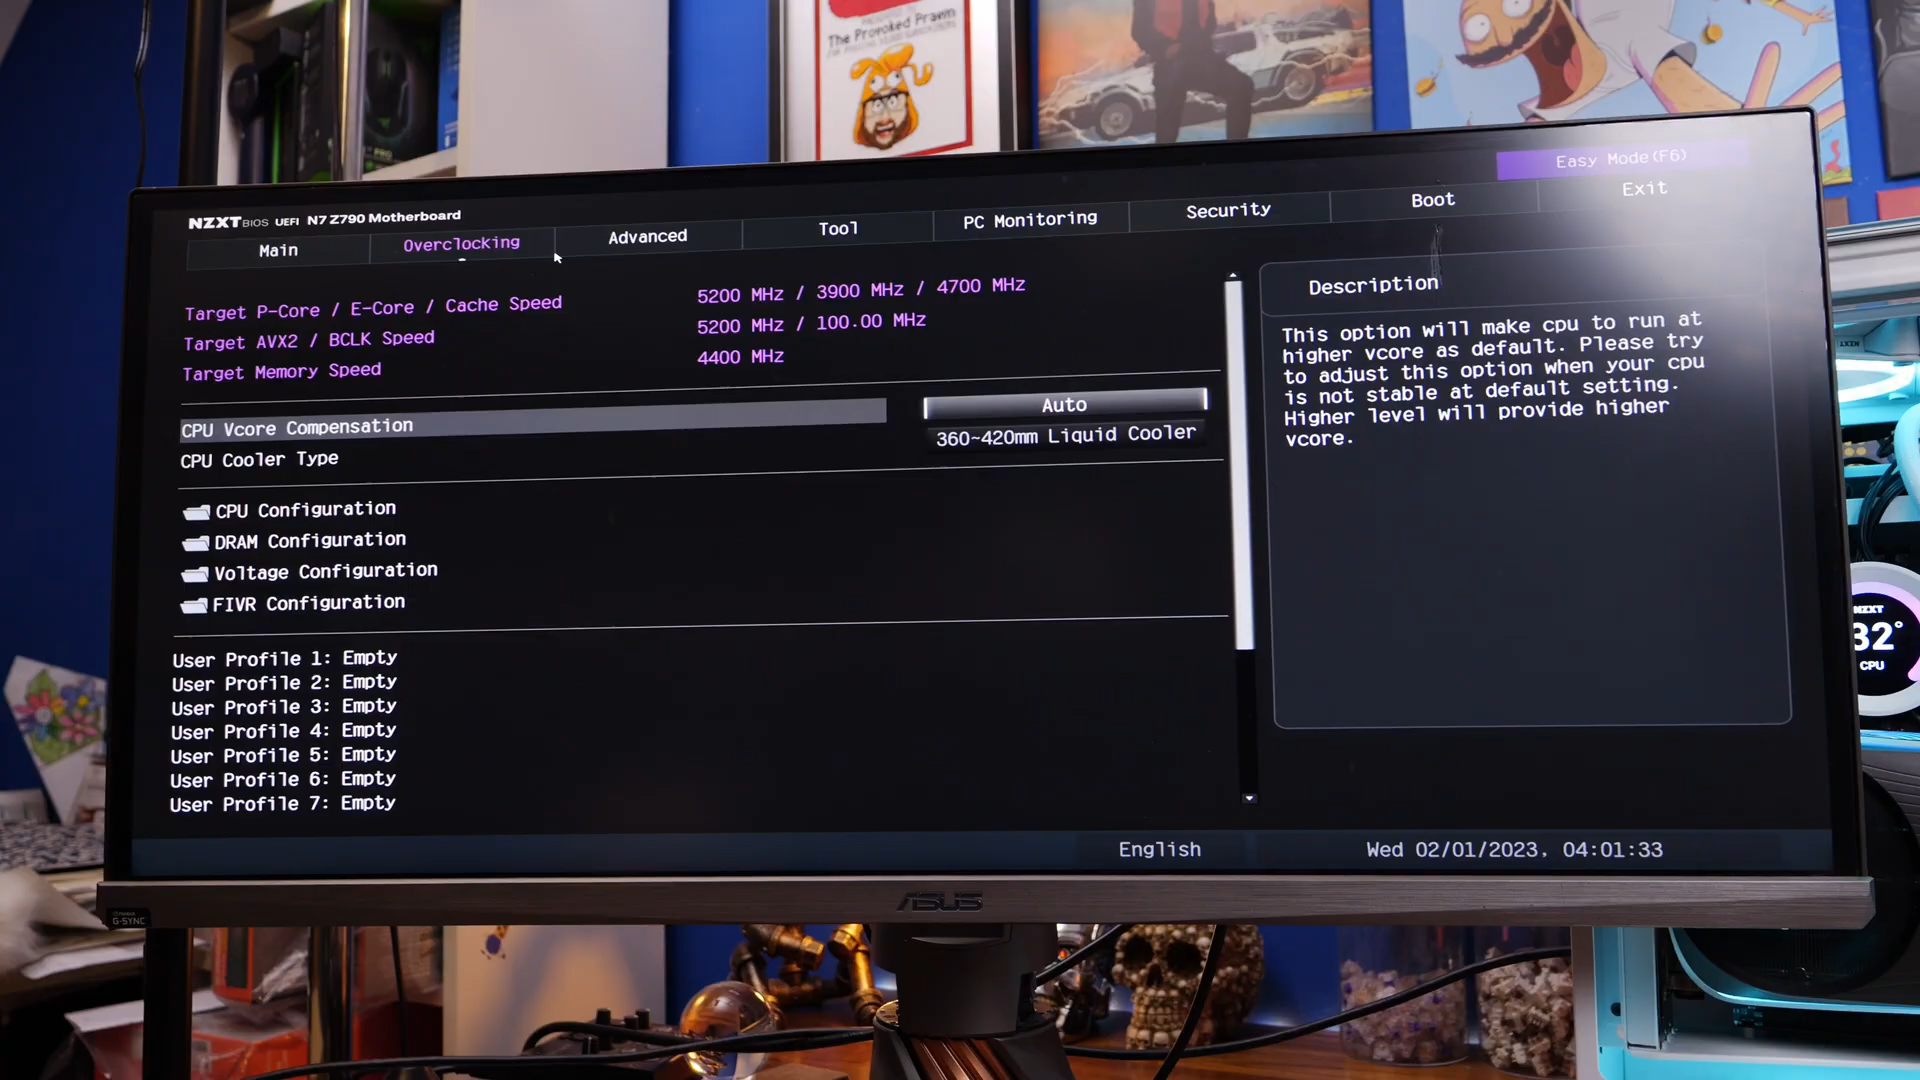 The Provoked Prawn
Easy Mode(F6)
NZXT BIOS UEFI N7 Z790 Motherboard
Main
Overclocking
Advanced
Tool
PC Monitoring
Security
Boot
Exit
Target P-Core / E-Core / Cache Speed
5200 MHz / 3900 MHz / 4700 MHz
Target AVX2 / BCLK Speed
5200 MHz / 100.00 MHz
Target Memory Speed
4400 MHz
CPU Vcore Compensation
Auto
CPU Cooler Type
360~420mm Liquid Cooler
CPU Configuration
DRAM Configuration
Voltage Configuration
FIVR Configuration
User Profile 1: Empty
User Profile 2: Empty
User Profile 3: Empty
User Profile 4: Empty
User Profile 5: Empty
User Profile 6: Empty
User Profile 7: Empty
Description
This option will make cpu to run at
higher vcore as default. Please try
to adjust this option when your cpu
is not stable at default setting.
Higher level will provide higher
vcore.
English
Wed 02/01/2023, 04:01:33
ASUS
G-SYNC
NZXT
NZXT
32°
CPU